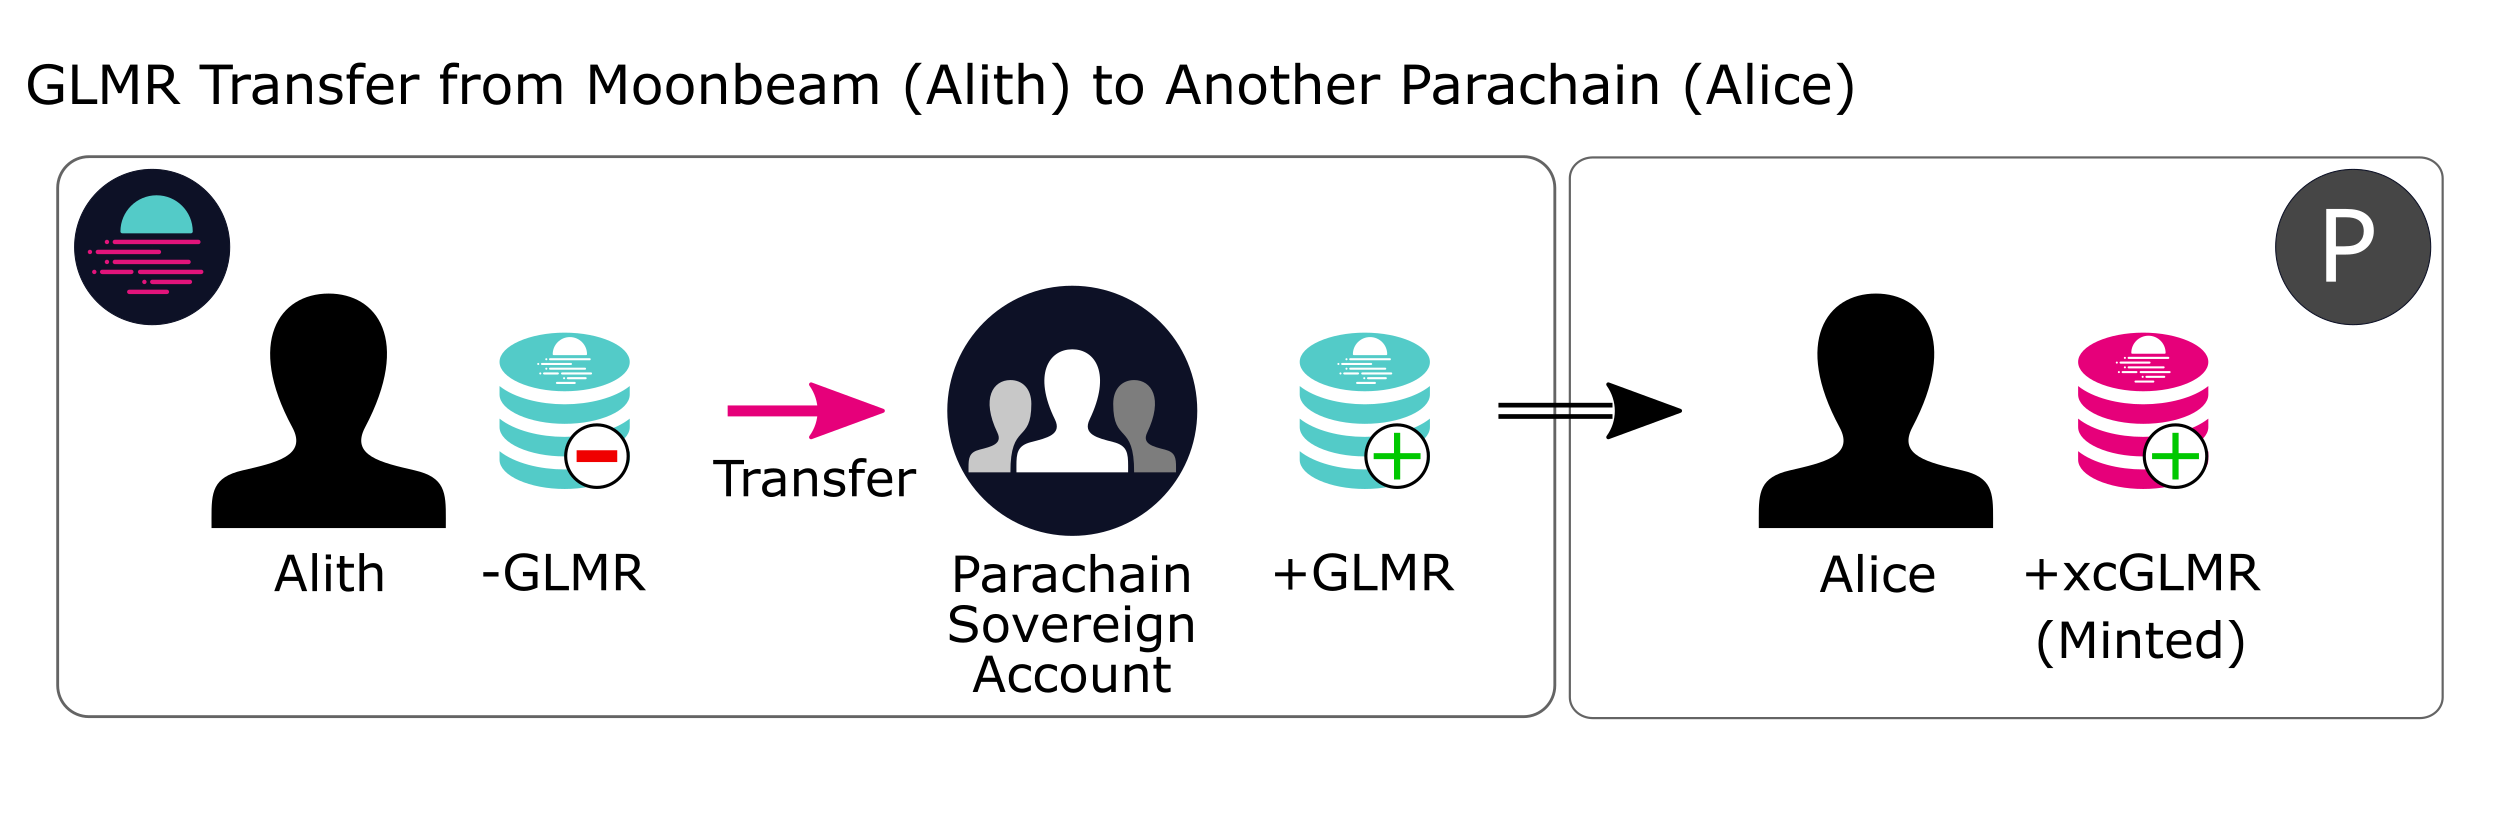 GLMR Transfer from Moonbeam (Alith) to Another Parachain (Alice)
P
Transfer
Alith
-GLMR
Parachain
Sovereign
Account
+GLMR
Alice
+xcGLMR
(Minted)